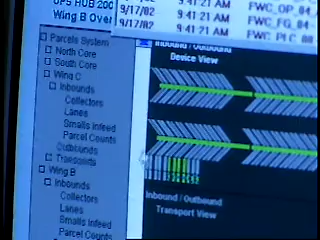 UPS HUB 200
Wing B Over
9/17/02 9:41:21 AM FWC_OP_04
9/17/02 9:41:21 AM FWC_FG_04
9:41:21 AM FWC_PLC_00
Parcels System
North Core
South Core
Wing C
Inbounds
Collectors
Lanes
Smalls Infeed
Parcel Counts
Outbounds
Transports
Wing B
Inbounds
Collectors
Lanes
Smalls Infeed
Parcel Counts
Inbound / Outbound
Device View
Inbound / Outbound
Transport View